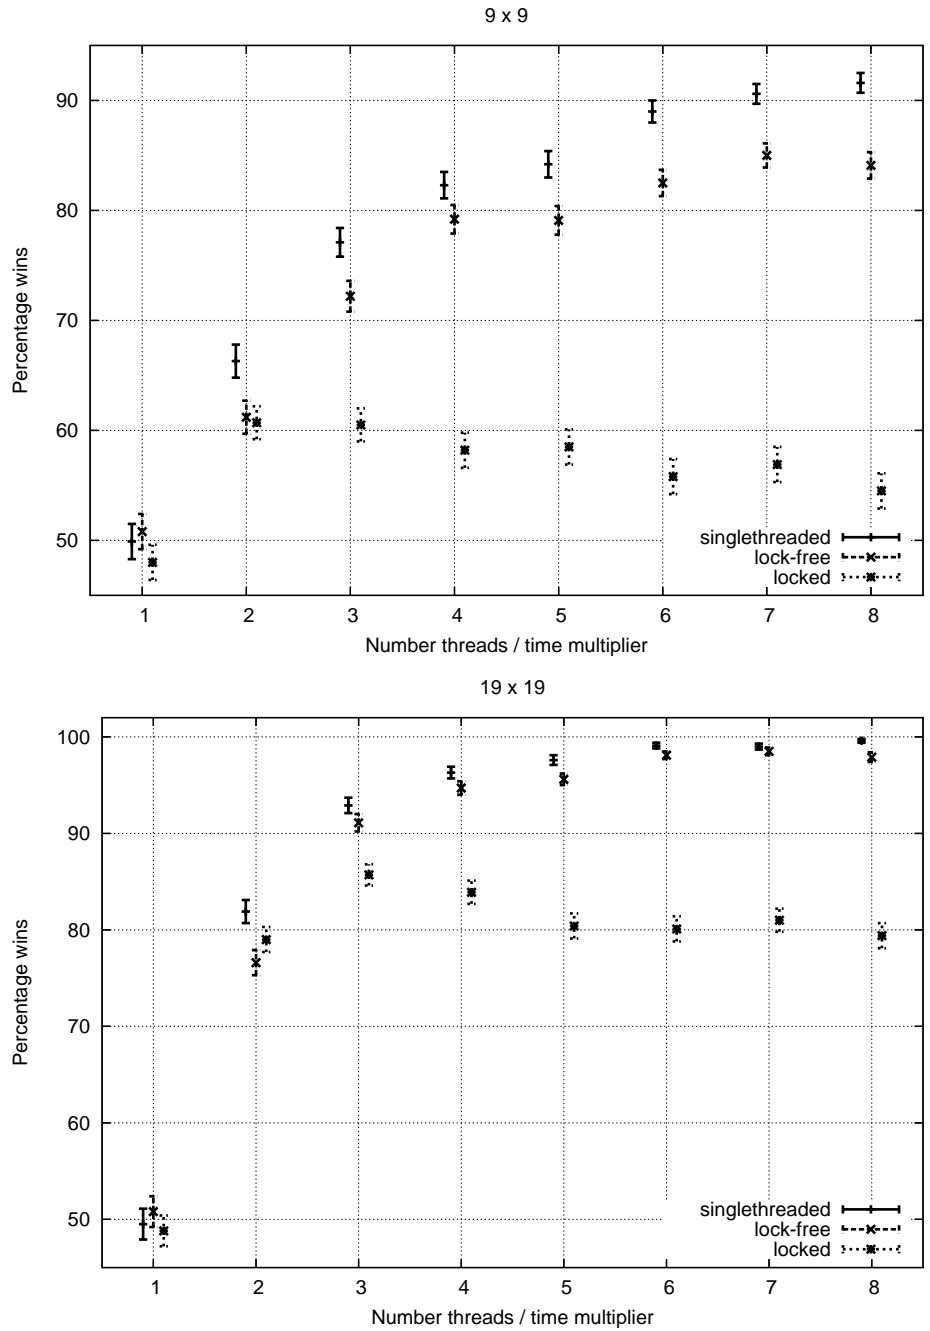 9 x 9
90
80
70
60
50
Percentage wins
singlethreaded
lock-free
locked
1 2 3 4 5 6 7 8
Number threads / time multiplier
19 x 19
100
90
80
70
60
50
Percentage wins
singlethreaded
lock-free
locked
1 2 3 4 5 6 7 8
Number threads / time multiplier